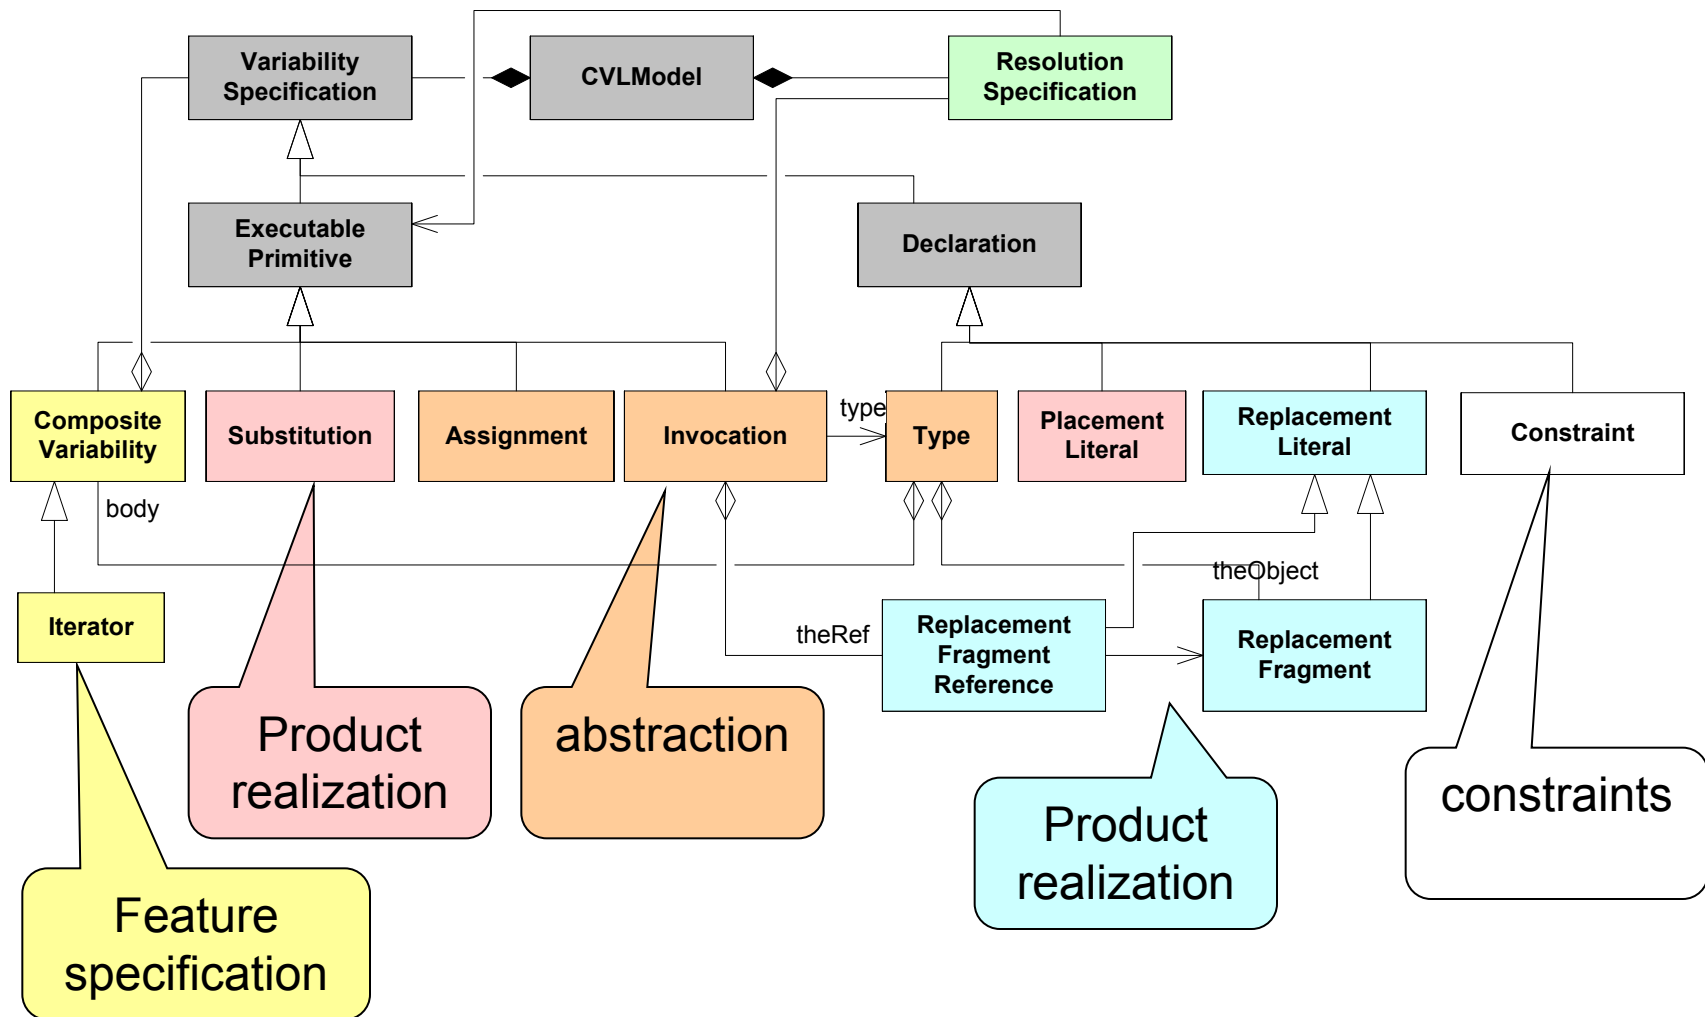 Variability
Specification
CVLModel
Resolution
Specification
Executable
Primitive
Declaration
Composite
Variability
Substitution
Assignment
Invocation
type
Type
Placement
Literal
Replacement
Literal
Constraint
body
theObject
Iterator
theRef
Replacement
Fragment
Reference
Replacement
Fragment
Product
realization
abstraction
Product
realization
constraints
Feature
specification